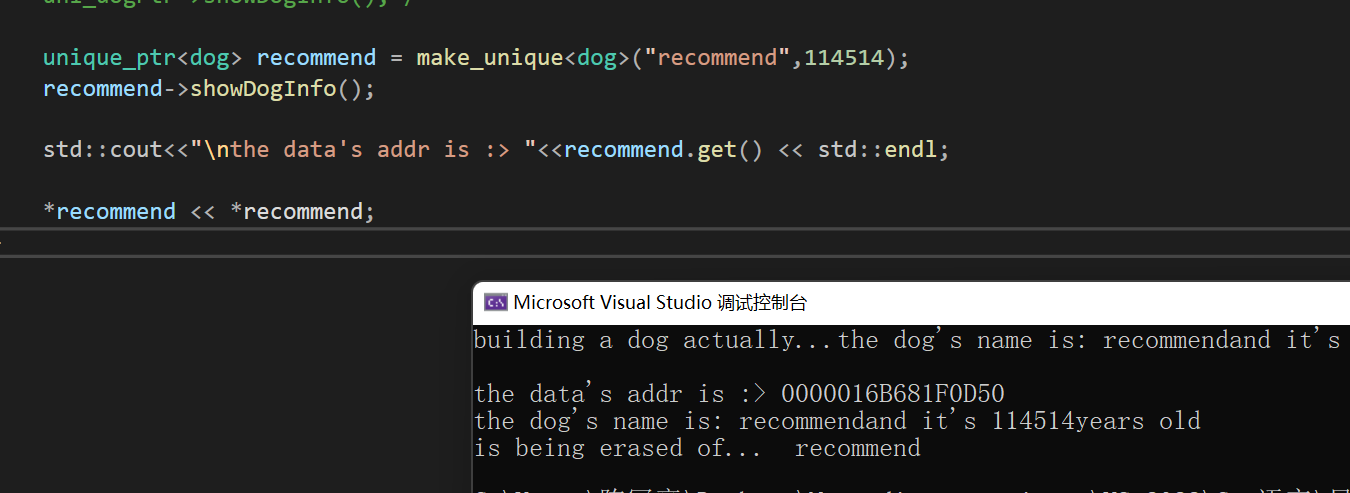 unique_ptr<dog> recommend = make_unique<dog>("recommend",114514);
recommend->showDogInfo();
std::cout<<"\nthe data's addr is :> "<<recommend.get() << std::endl;
*recommend << *recommend;
Microsoft Visual Studio 调试控制台
building a dog actually...the dog's name is: recommendand it's
the data's addr is :> 0000016B681F0D50
the dog's name is: recommendand it's 114514years old
is being erased of...  recommend